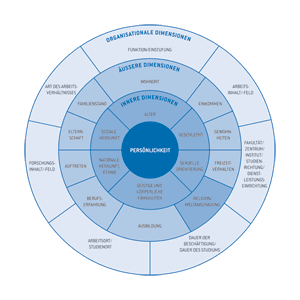 ORGANISATIONALE DIMENSIONEN
FUNKTION/EINSTUFUNG
ÄUSSERE DIMENSIONEN
WOHNORT
INNERE DIMENSIONEN
ALTER
PERSÖNLICHKEIT
ART DES ARBEITS-
VERHÄLTNISSES
FAMILIENSTAND
EINKOMMEN
ARBEITS-
INHALT/-FELD
ELTERN-
SCHAFT
SOZIALE
HERKUNFT
GESCHLECHT
GEWOHN-
HEITEN
FORSCHUNGS-
INHALT/-FELD
AUFTRETEN
NATIONALE
HERKUNFT/
ETHNIE
SEXUELLE
ORIENTIERUNG
FREIZEIT-
VERHALTEN
FAKULTÄT/
ZENTRUM/
INSTITUT/
STUDIEN-
RICHTUNG/
DIENST-
LEISTUNGS-
EINRICHTUNG
GEISTIGE UND
KÖRPERLICHE
FÄHIGKEITEN
BERUFS-
ERFAHRUNG
RELIGION/
WELTANSCHAUUNG
AUSBILDUNG
ARBEITSORT/
STUDIENORT
DAUER DER
BESCHÄFTIGUNG/
DAUER DES STUDIUMS